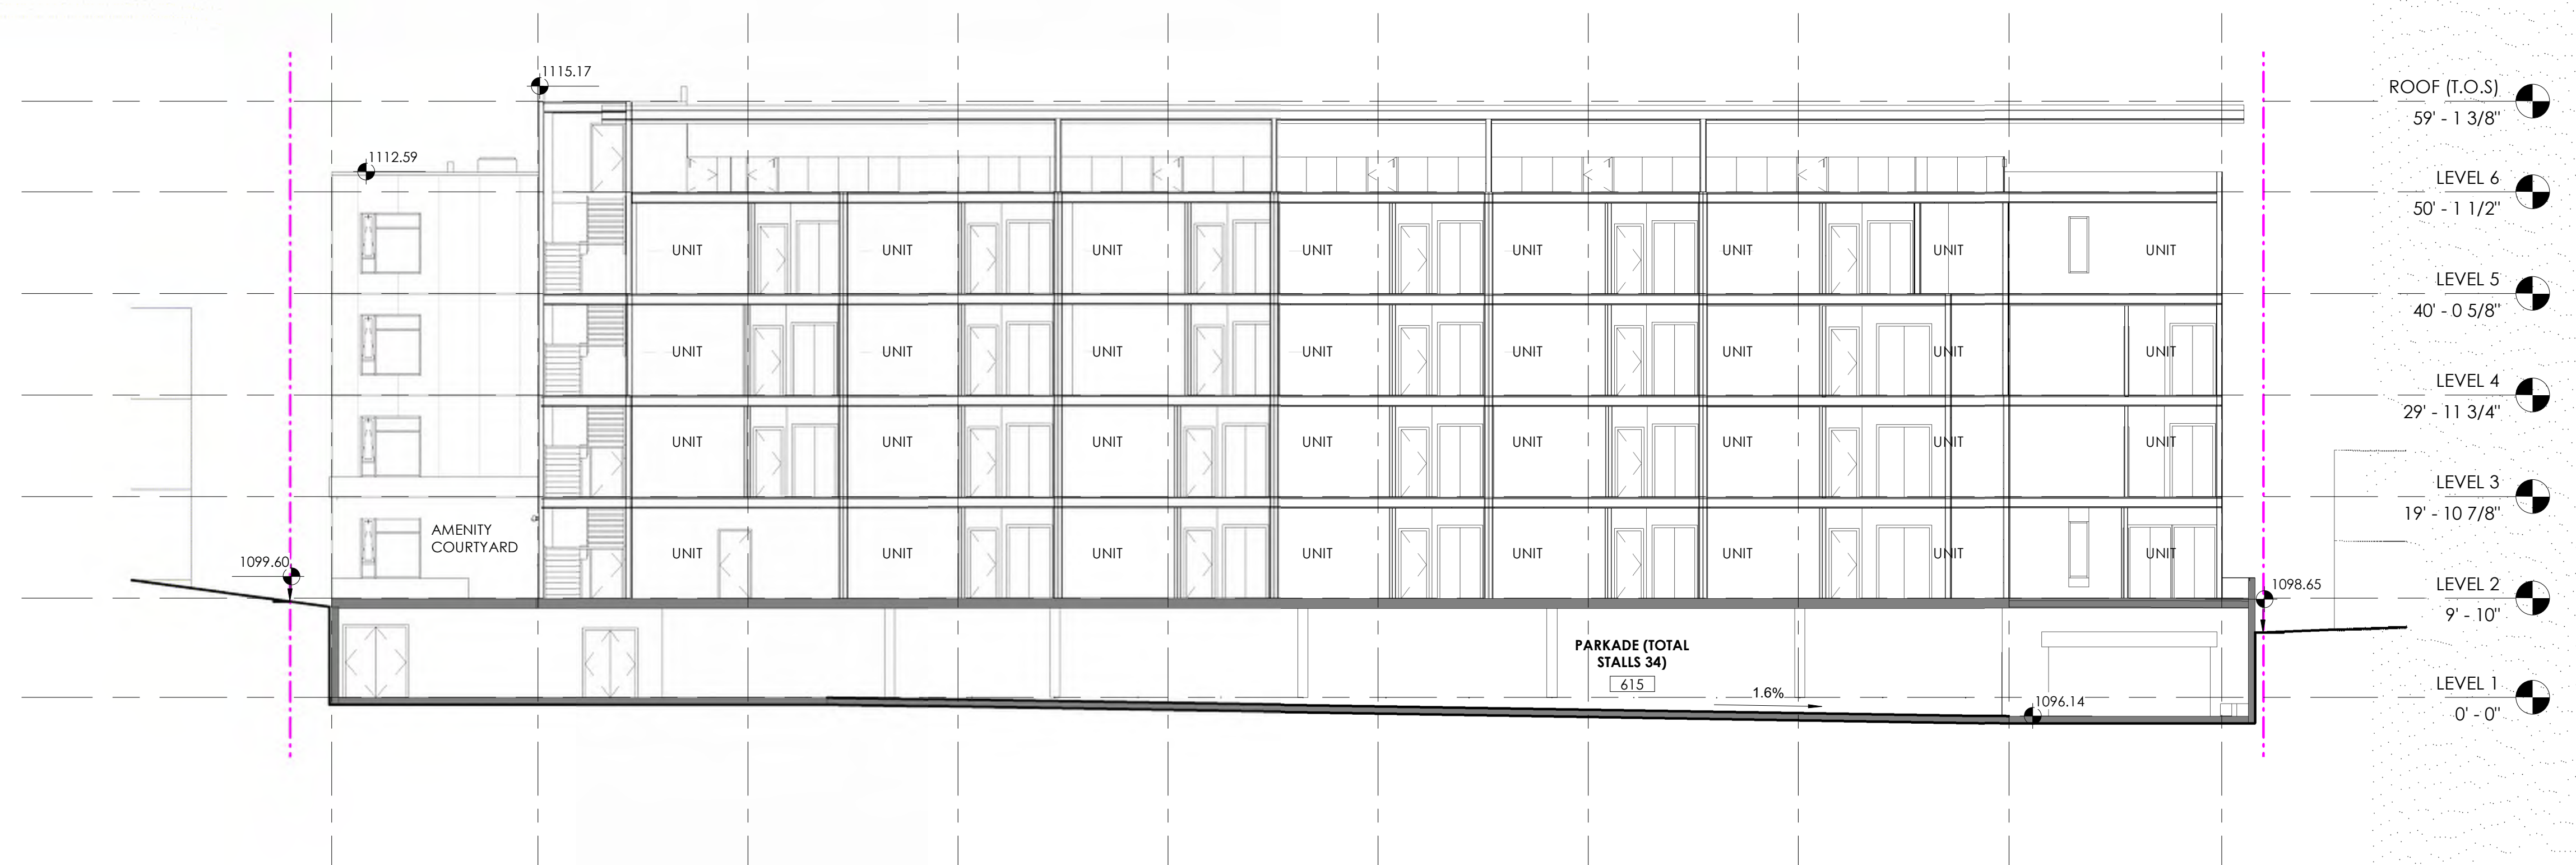 1115.17
ROOF (T.O.S)
59' - 1 3/8"
1112.59
LEVEL 6
50' - 1 1/2"
UNIT UNIT UNIT UNIT UNIT UNIT UNIT UNIT
LEVEL 5
40' - 0 5/8"
UNIT UNIT UNIT UNIT UNIT UNIT UNIT UNIT
LEVEL 4
29' - 11 3/4"
UNIT UNIT UNIT UNIT UNIT UNIT UNIT UNIT
LEVEL 3
19' - 10 7/8"
AMENITY
COURTYARD
UNIT UNIT UNIT UNIT UNIT UNIT UNIT UNIT
1099.60
1098.65
LEVEL 2
9' - 10"
PARKADE (TOTAL
STALLS 34)
615
1.6%
1096.14
LEVEL 1
0' - 0"